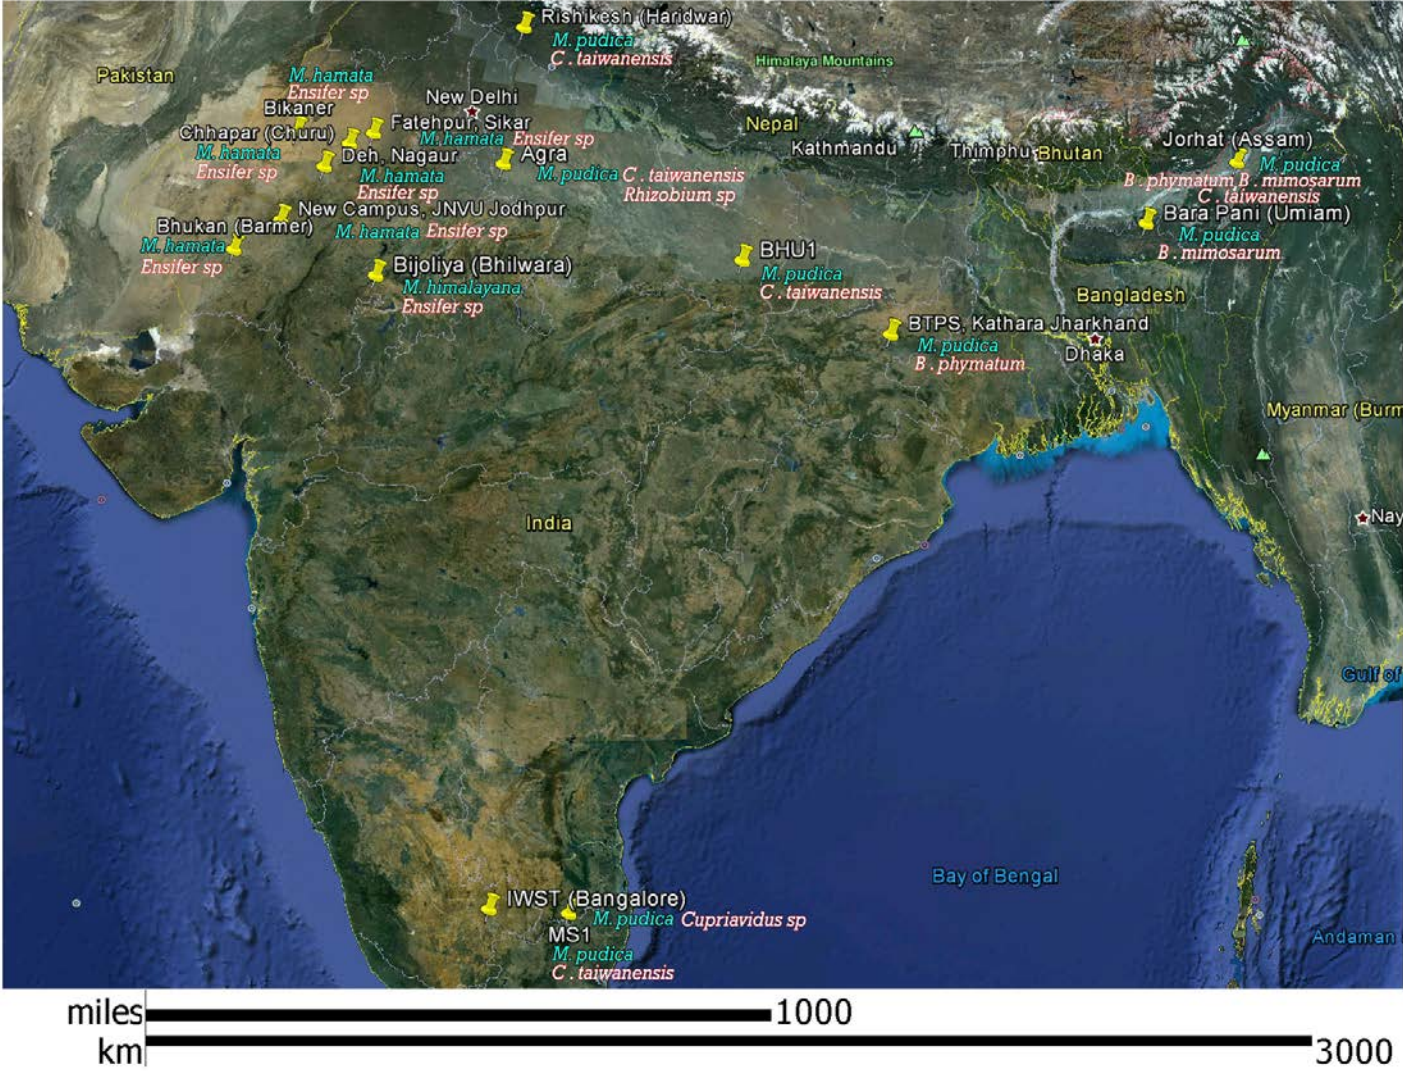 Rishikesh (Haridwar)
M. pudica
C . taiwanensis
Himalaya Mountains
Pakistan
M. hamata
Ensifer sp
Bikaner
New Delhi
Fatehpur, Sikar
M. hamata Ensifer sp
Chhapar (Churu)
M. hamata
Ensifer sp
Deh, Nagaur
M. hamata
Ensifer sp
Agra
M. pudica C . taiwanensis
Rhizobium sp
Nepal
Kathmandu
Thimphu
Bhutan
Jorhat (Assam)
M. pudica
B . phymatum B . mimosarum
C . taiwanensis
Bara Pani (Umiam)
M. pudica
B . mimosarum
New Campus, JNVU Jodhpur
M. hamata Ensifer sp
Bhukan (Barmer)
M. hamata
Ensifer sp
Bijoliya (Bhilwara)
M. himalayana
Ensifer sp
BHU1
M. pudica
C . taiwanensis
Bangladesh
BTPS, Kathara Jharkhand
M. pudica
B . phymatum
Dhaka
Myanmar (Burm
India
Nay
Gulf of
Bay of Bengal
IWST (Bangalore)
M. pudica Cupriavidus sp
MS1
M. pudica
C . taiwanensis
Andaman
miles 1000
km 3000